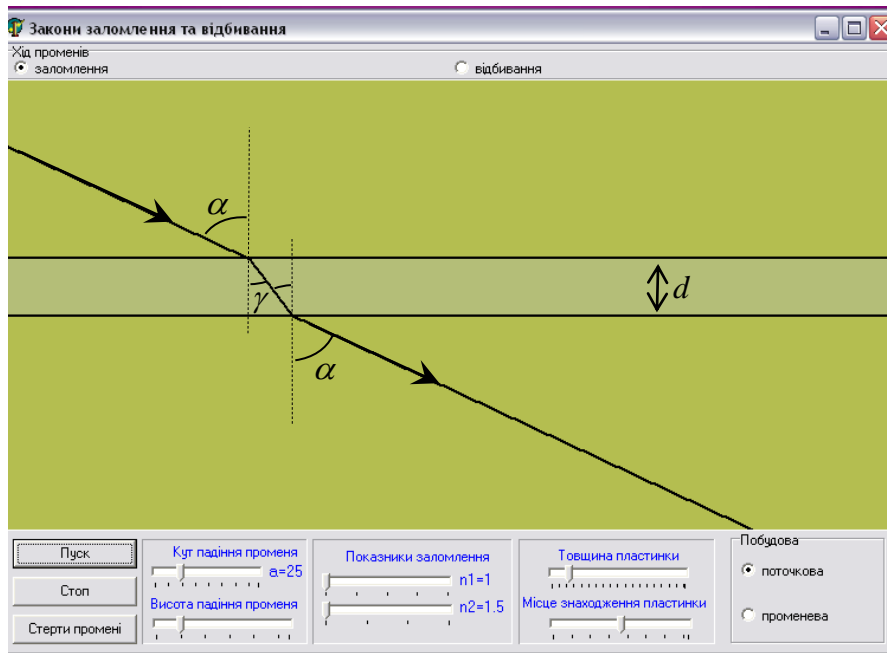 Закони заломлення та відбивання
Хід променів
заломлення
відбивання
α
γ
d
α
Пуск
Стоп
Стерти промені
Кут падіння променя
a=25
Висота падіння променя
Показники заломлення
n1=1
n2=1.5
Товщина пластинки
Місце знаходження пластинки
Побудова
поточкова
променева